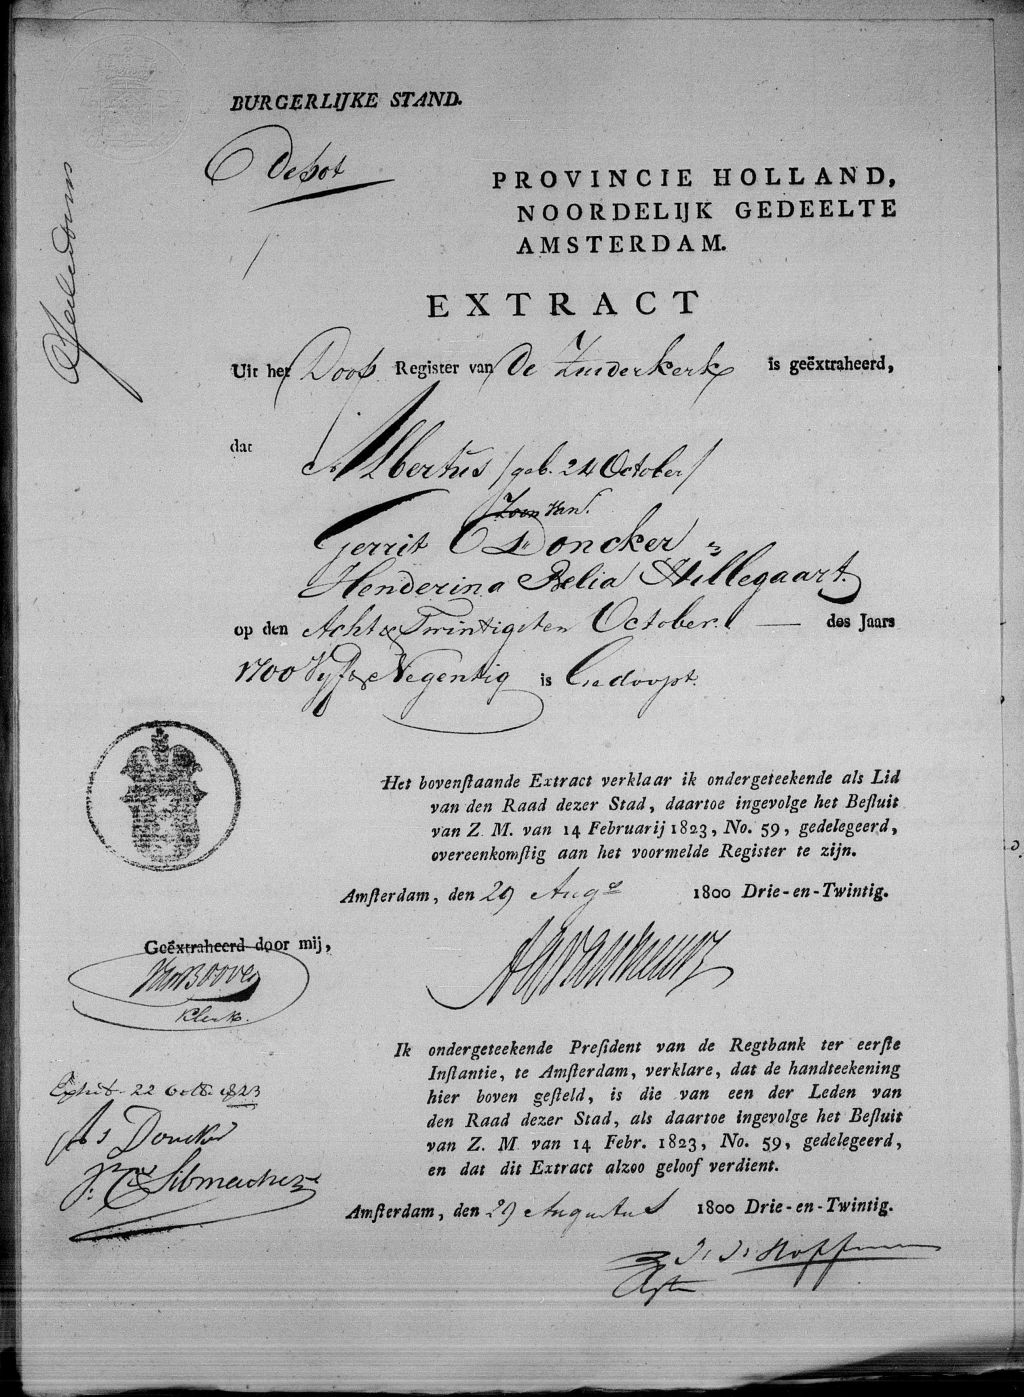 BURGERLIJKE STAND.
Depot
PROVINCIE HOLLAND,
NOORDELIJK GEDEELTE
AMSTERDAM.
EXTRACT
Uit het Doop Register van De Zuiderkerk is geëxtraheerd,
dat Albertus /geb. 24 October/
Zoon van
Gerrit Doncker en
Henderina Belia Hillegaart.
op den Acht & Twintigsten October. — des Jaars
1700 Vyf & Negentig is Gedoopt.
Het bovenstaande Extract verklaar ik ondergeteekende als Lid
van den Raad dezer Stad, daartoe ingevolge het Besluit
van Z. M. van 14 Februarij 1823, No. 59, gedelegeerd,
overeenkomstig aan het voormelde Register te zijn.
Amsterdam, den 29 Augs 1800 Drie-en-Twintig.
Geëxtraheerd door mij,
Klerk.
Ik ondergeteekende President van de Regtbank ter eerste
Instantie, te Amsterdam, verklare, dat de handteekening
hier boven gesteld, is die van een der Leden van
den Raad dezer Stad, als daartoe ingevolge het Besluit
van Z. M. van 14 Febr. 1823, No. 59, gedelegeerd,
en dat dit Extract alzoo geloof verdient.
Amsterdam, den 29 Augustus 1800 Drie-en-Twintig.
22 Octb: 1823
Doncker
Sibmacher